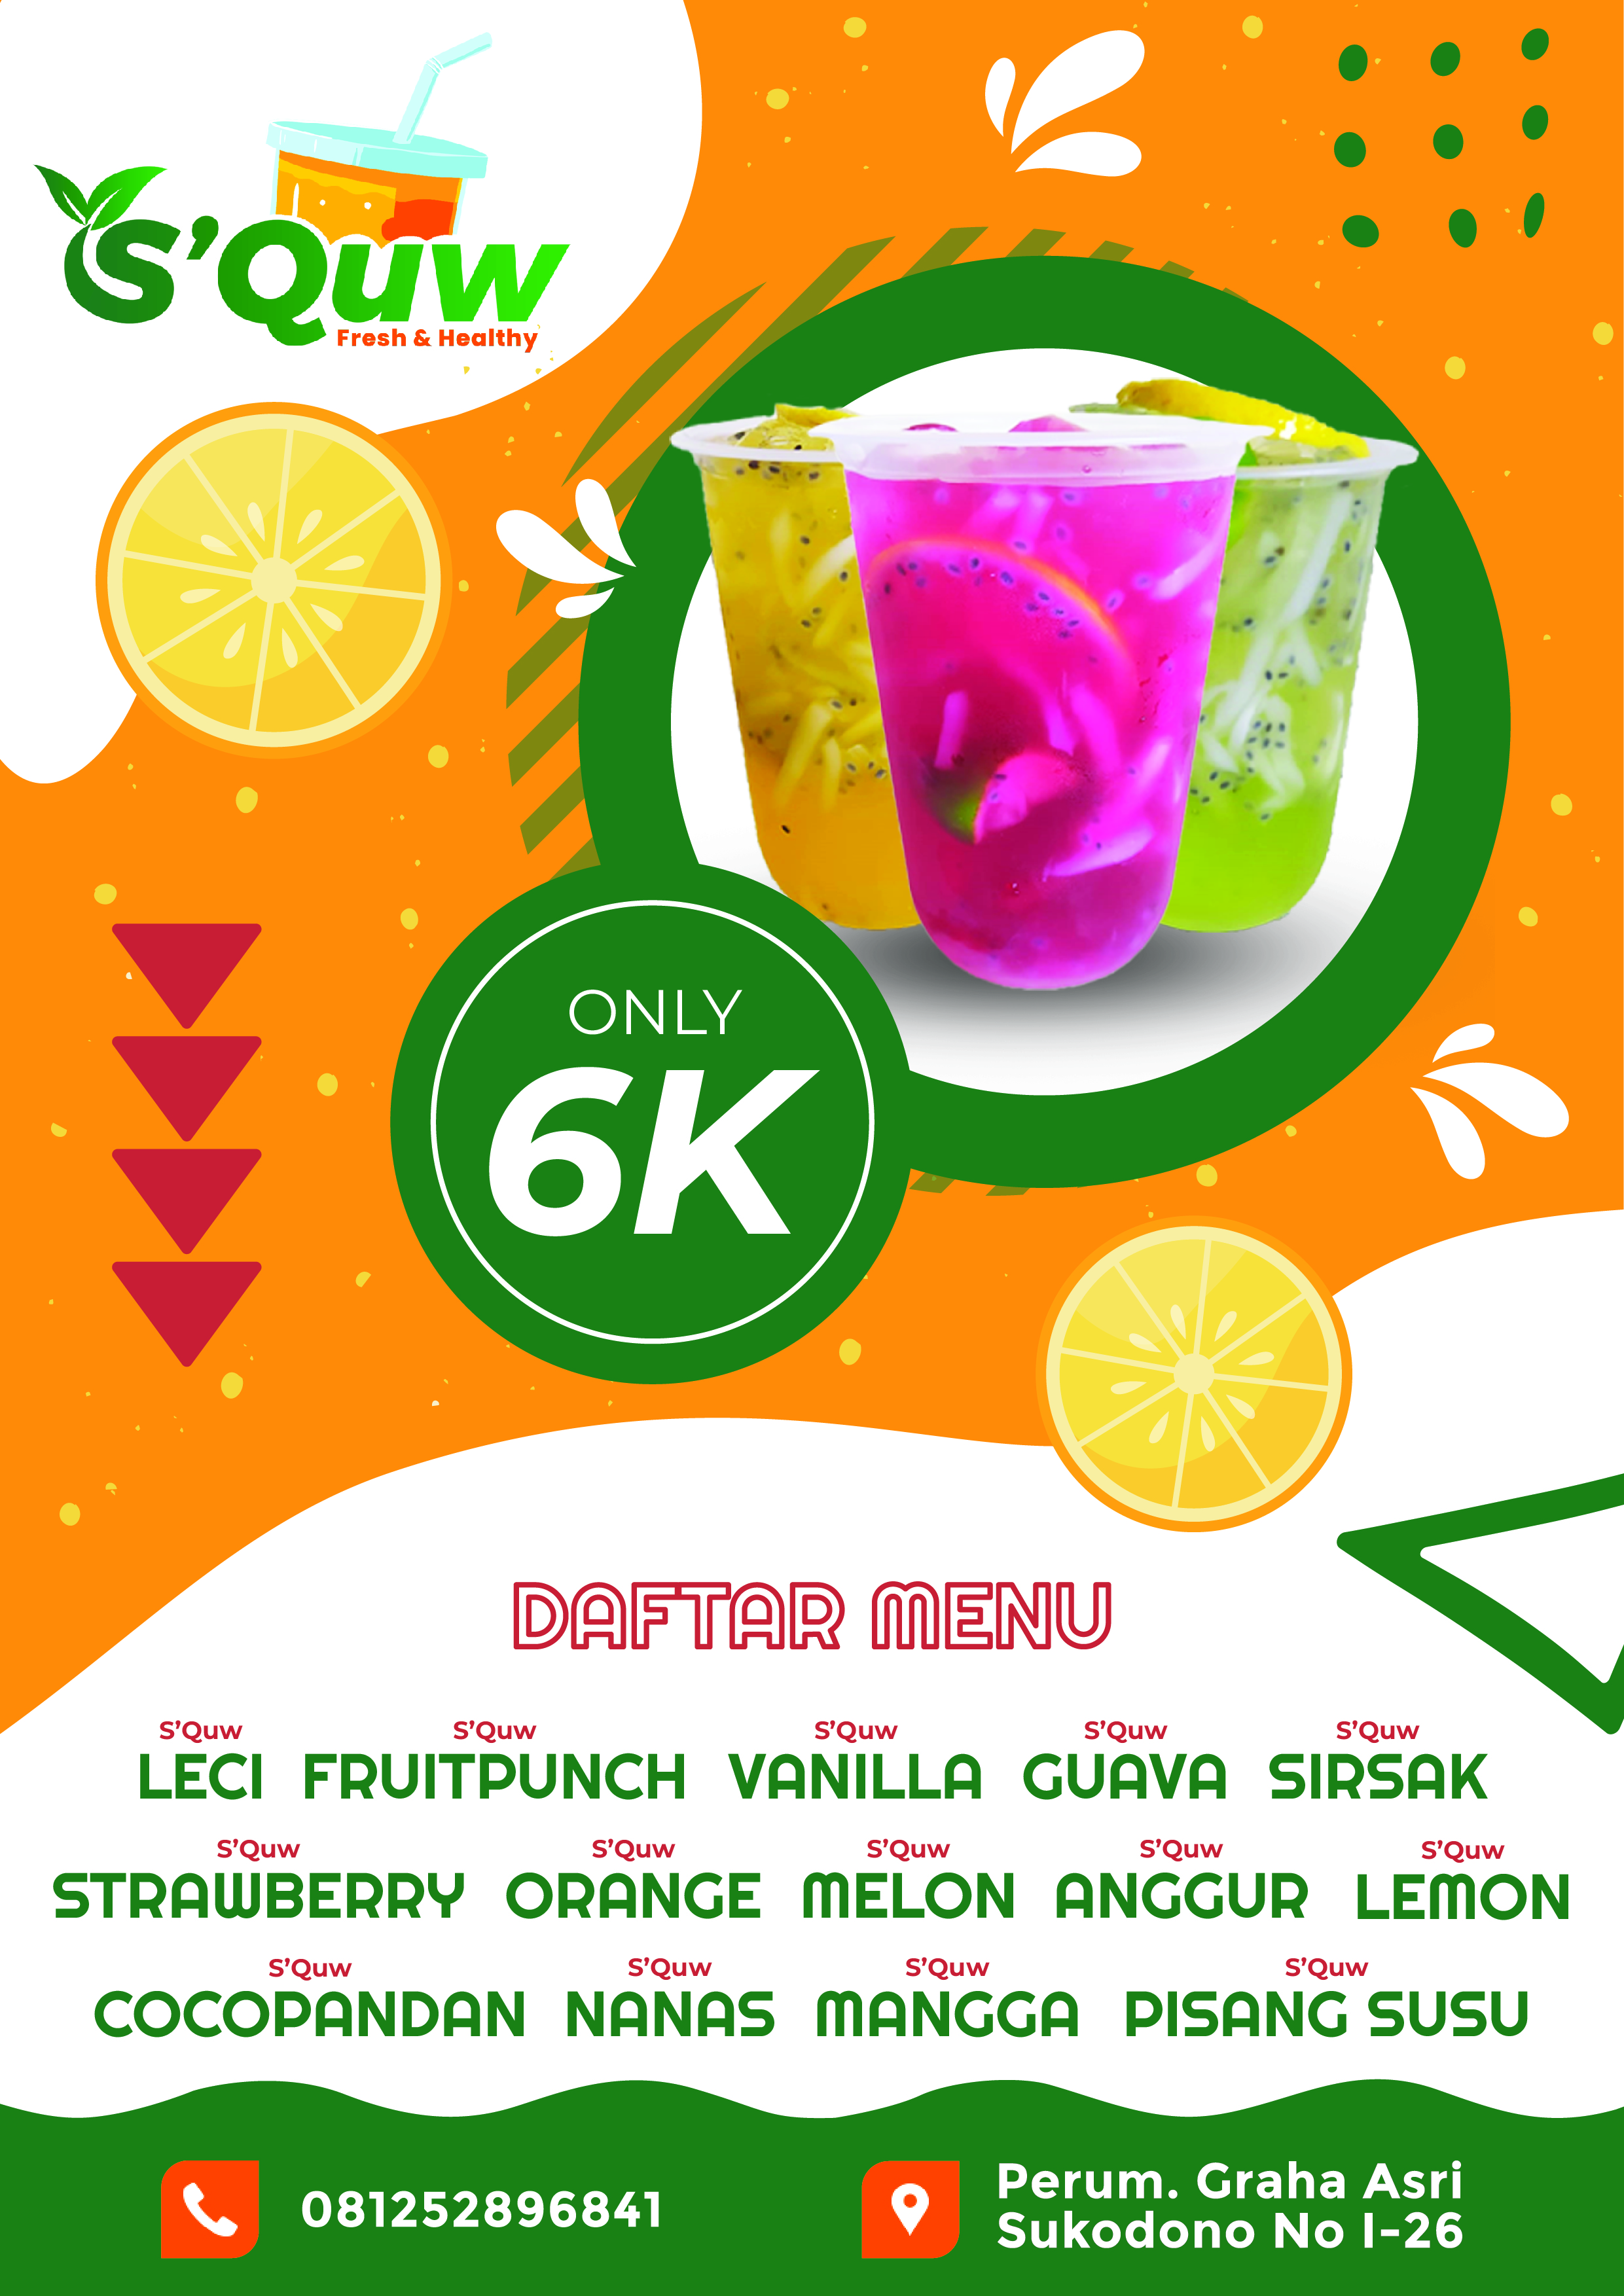 S'Quw
Fresh & Healthy
ONLY
6K
DAFTAR MENU
S'Quw S'Quw S'Quw S'Quw S'Quw
LECI FRUITPUNCH VANILLA GUAVA SIRSAK
S'Quw S'Quw S'Quw S'Quw S'Quw
STRAWBERRY ORANGE MELON ANGGUR LEMON
S'Quw S'Quw S'Quw S'Quw
COCOPANDAN NANAS MANGGA PISANG SUSU
081252896841
Perum. Graha Asri
Sukodono No I-26